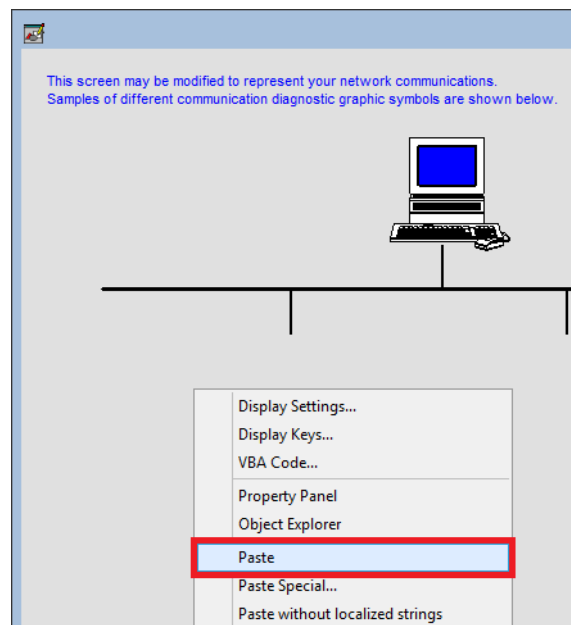 This screen may be modified to represent your network communications.
Samples of different communication diagnostic graphic symbols are shown below.
Display Settings...
Display Keys...
VBA Code...
Property Panel
Object Explorer
Paste
Paste Special...
Paste without localized strings